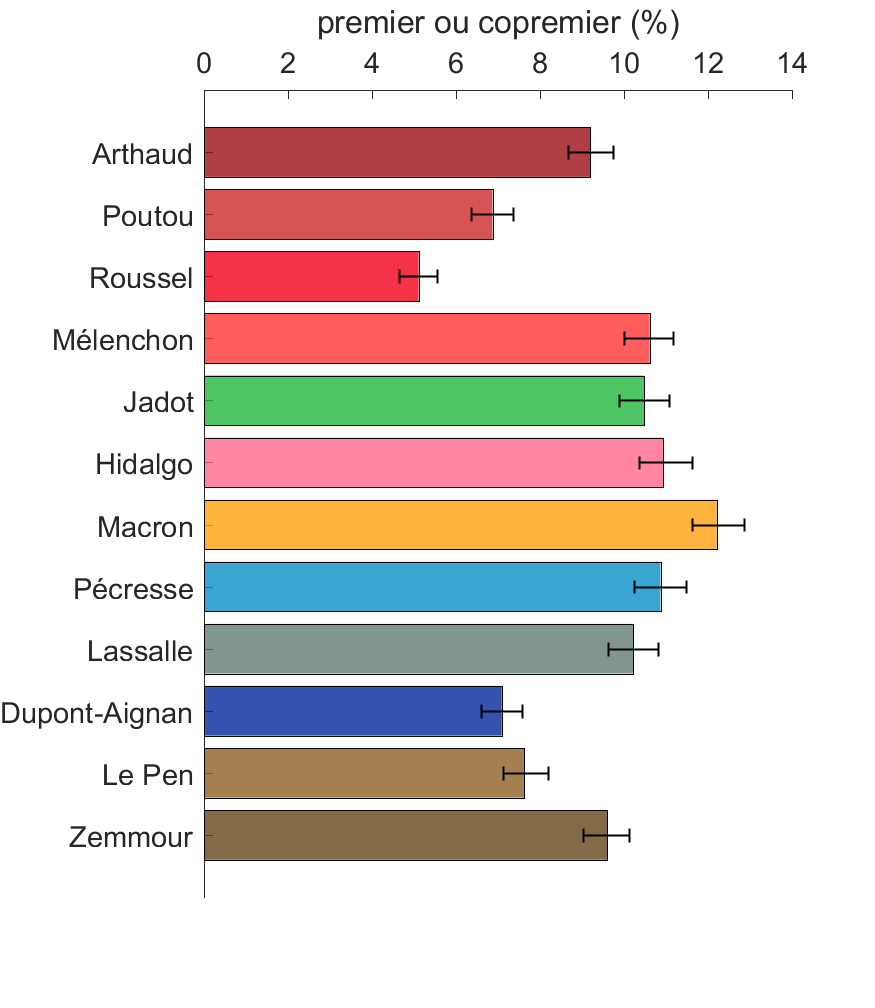 premier ou copremier (%)
0 2 4 6 8 10 12 14
Arthaud
Poutou
Roussel
Mélenchon
Jadot
Hidalgo
Macron
Pécresse
Lassalle
Dupont-Aignan
Le Pen
Zemmour